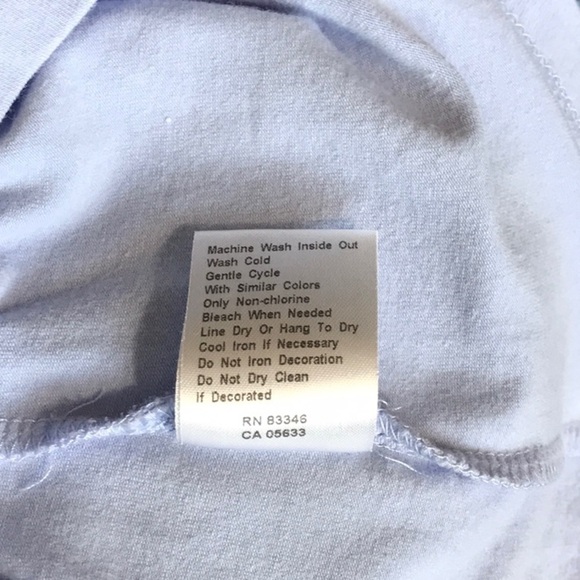 Machine Wash Inside Out
Wash Cold
Gentle Cycle
With Similar Colors
Only Non-chlorine
Bleach When Needed
Line Dry Or Hang To Dry
Cool Iron If Necessary
Do Not Iron Decoration
Do Not Dry Clean
If Decorated
RN 83346
CA 05633